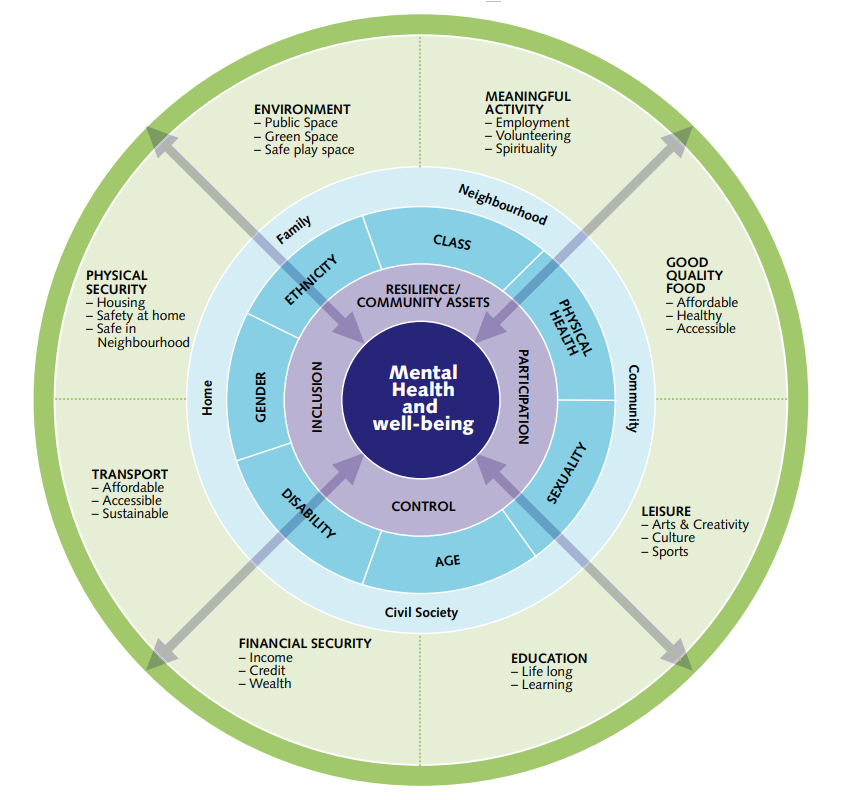 ENVIRONMENT
– Public Space
– Green Space
– Safe play space
MEANINGFUL
ACTIVITY
– Employment
– Volunteering
– Spirituality
PHYSICAL
SECURITY
– Housing
– Safety at home
– Safe in
Neighbourhood
GOOD
QUALITY
FOOD
– Affordable
– Healthy
– Accessible
TRANSPORT
– Affordable
– Accessible
– Sustainable
LEISURE
– Arts & Creativity
– Culture
– Sports
FINANCIAL SECURITY
– Income
– Credit
– Wealth
EDUCATION
– Life long
– Learning
Family
Neighbourhood
Home
Community
Civil Society
ETHNICITY
CLASS
PHYSICAL
HEALTH
GENDER
SEXUALITY
DISABILITY
AGE
RESILIENCE/
COMMUNITY ASSETS
INCLUSION
PARTICIPATION
CONTROL
Mental
Health
and
well-being